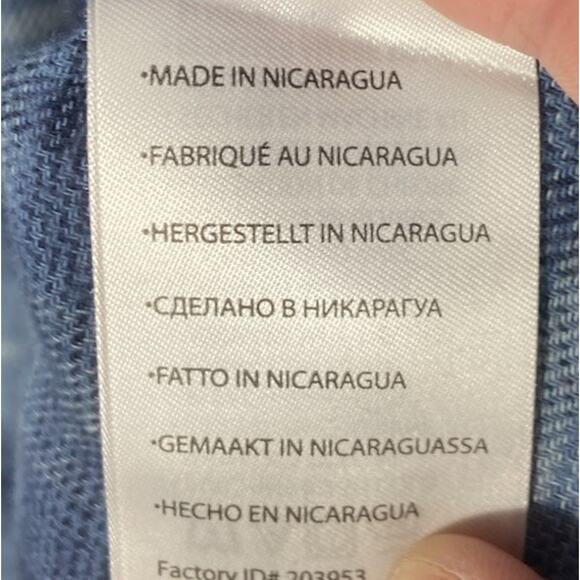 •MADE IN NICARAGUA
•FABRIQUÉ AU NICARAGUA
•HERGESTELLT IN NICARAGUA
•СДЕЛАНО В НИКАРАГУА
•FATTO IN NICARAGUA
•GEMAAKT IN NICARAGUASSA
•HECHO EN NICARAGUA
Factory ID# 203953